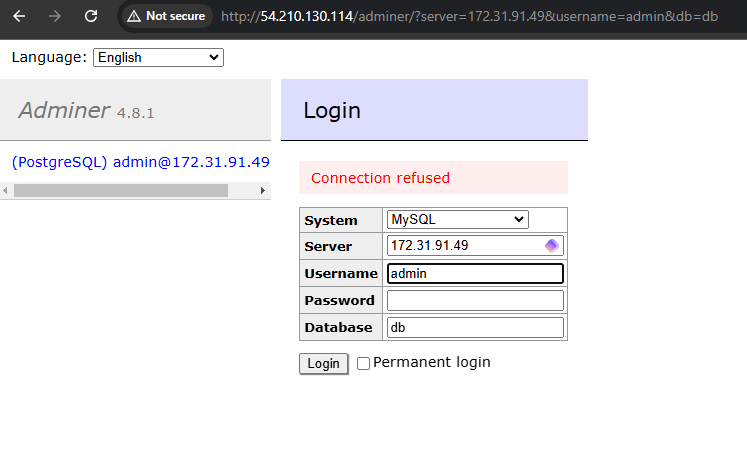 Not secure http://54.210.130.114/adminer/?server=172.31.91.49&username=admin&db=db
Language: English
Adminer 4.8.1
(PostgreSQL) admin@172.31.91.49
Login
Connection refused
System MySQL
Server 172.31.91.49
Username admin
Password
Database db
Login Permanent login